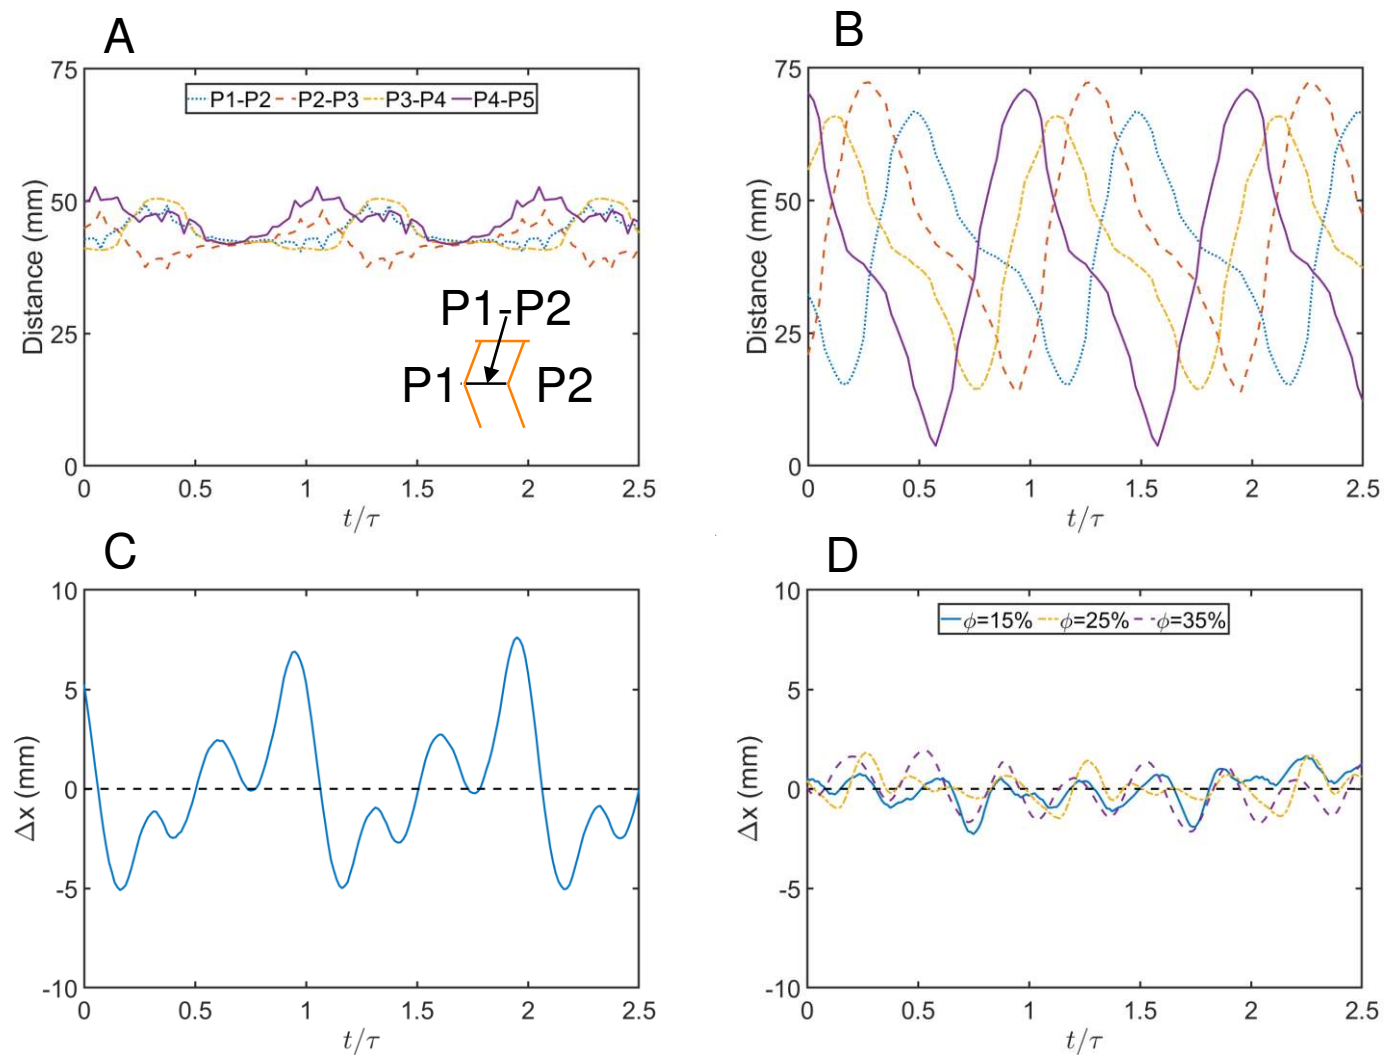 A
75
50
25
0
Distance (mm)
P1-P2 P2-P3 P3-P4 P4-P5
P1-P2
P1 P2
0 0.5 1 1.5 2 2.5
t/τ
B
75
50
25
0
Distance (mm)
0 0.5 1 1.5 2 2.5
t/τ
C
10
5
0
-5
-10
Δx (mm)
0 0.5 1 1.5 2 2.5
t/τ
D
10
5
0
-5
-10
Δx (mm)
ϕ=15% ϕ=25% ϕ=35%
0 0.5 1 1.5 2 2.5
t/τ